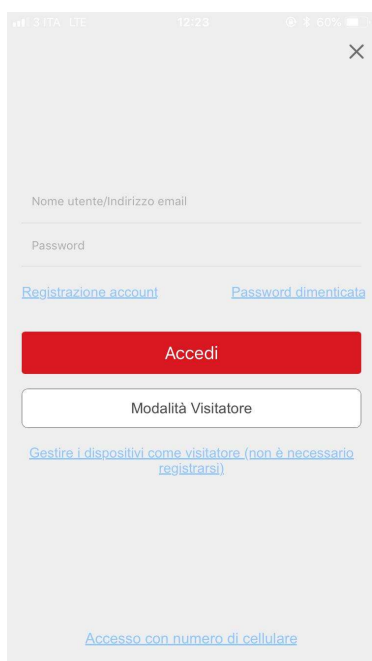 3 ITA LTE 12:23 60%
Nome utente/Indirizzo email
Password
Registrazione account Password dimenticata
Accedi
Modalità Visitatore
Gestire i dispositivi come visitatore (non è necessario
registrarsi)
Accesso con numero di cellulare